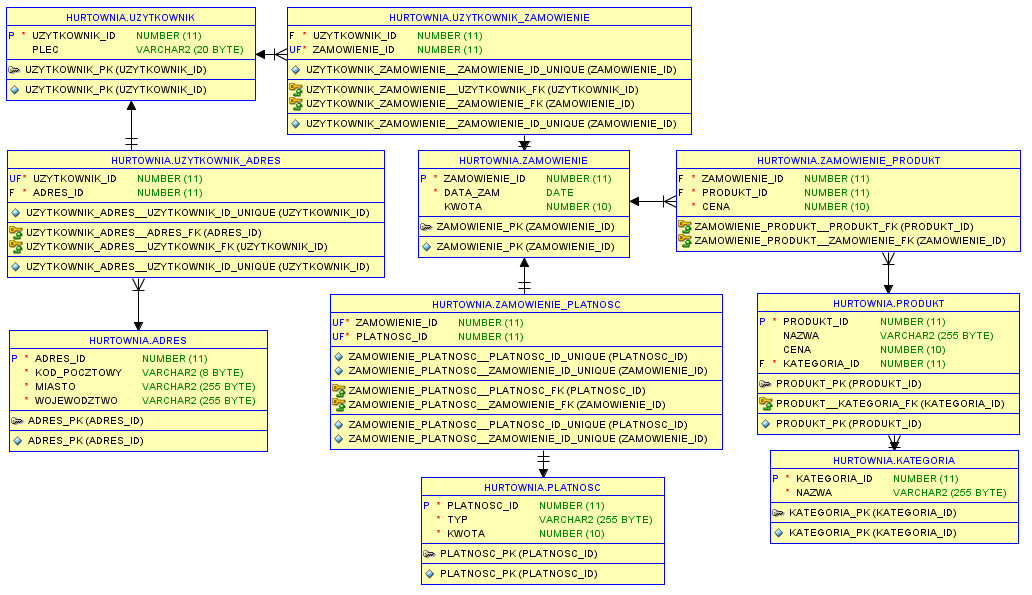 HURTOWNIA.UZYTKOWNIK
P * UZYTKOWNIK_ID NUMBER (11)
PLEC VARCHAR2 (20 BYTE)
UZYTKOWNIK_PK (UZYTKOWNIK_ID)
UZYTKOWNIK_PK (UZYTKOWNIK_ID)
HURTOWNIA.UZYTKOWNIK_ZAMOWIENIE
F * UZYTKOWNIK_ID NUMBER (11)
UF* ZAMOWIENIE_ID NUMBER (11)
UZYTKOWNIK_ZAMOWIENIE__ZAMOWIENIE_ID_UNIQUE (ZAMOWIENIE_ID)
UZYTKOWNIK_ZAMOWIENIE__UZYTKOWNIK_FK (UZYTKOWNIK_ID)
UZYTKOWNIK_ZAMOWIENIE__ZAMOWIENIE_FK (ZAMOWIENIE_ID)
UZYTKOWNIK_ZAMOWIENIE__ZAMOWIENIE_ID_UNIQUE (ZAMOWIENIE_ID)
HURTOWNIA.UZYTKOWNIK_ADRES
UF* UZYTKOWNIK_ID NUMBER (11)
F * ADRES_ID NUMBER (11)
UZYTKOWNIK_ADRES__UZYTKOWNIK_ID_UNIQUE (UZYTKOWNIK_ID)
UZYTKOWNIK_ADRES__ADRES_FK (ADRES_ID)
UZYTKOWNIK_ADRES__UZYTKOWNIK_FK (UZYTKOWNIK_ID)
UZYTKOWNIK_ADRES__UZYTKOWNIK_ID_UNIQUE (UZYTKOWNIK_ID)
HURTOWNIA.ZAMOWIENIE
P * ZAMOWIENIE_ID NUMBER (11)
* DATA_ZAM DATE
KWOTA NUMBER (10)
ZAMOWIENIE_PK (ZAMOWIENIE_ID)
ZAMOWIENIE_PK (ZAMOWIENIE_ID)
HURTOWNIA.ZAMOWIENIE_PRODUKT
F * ZAMOWIENIE_ID NUMBER (11)
F * PRODUKT_ID NUMBER (11)
* CENA NUMBER (10)
ZAMOWIENIE_PRODUKT__PRODUKT_FK (PRODUKT_ID)
ZAMOWIENIE_PRODUKT__ZAMOWIENIE_FK (ZAMOWIENIE_ID)
HURTOWNIA.ADRES
P * ADRES_ID NUMBER (11)
* KOD_POCZTOWY VARCHAR2 (8 BYTE)
* MIASTO VARCHAR2 (255 BYTE)
* WOJEWODZTWO VARCHAR2 (255 BYTE)
ADRES_PK (ADRES_ID)
ADRES_PK (ADRES_ID)
HURTOWNIA.ZAMOWIENIE_PLATNOSC
UF* ZAMOWIENIE_ID NUMBER (11)
UF* PLATNOSC_ID NUMBER (11)
ZAMOWIENIE_PLATNOSC__PLATNOSC_ID_UNIQUE (PLATNOSC_ID)
ZAMOWIENIE_PLATNOSC__ZAMOWIENIE_ID_UNIQUE (ZAMOWIENIE_ID)
ZAMOWIENIE_PLATNOSC__PLATNOSC_FK (PLATNOSC_ID)
ZAMOWIENIE_PLATNOSC__ZAMOWIENIE_FK (ZAMOWIENIE_ID)
ZAMOWIENIE_PLATNOSC__PLATNOSC_ID_UNIQUE (PLATNOSC_ID)
ZAMOWIENIE_PLATNOSC__ZAMOWIENIE_ID_UNIQUE (ZAMOWIENIE_ID)
HURTOWNIA.PRODUKT
P * PRODUKT_ID NUMBER (11)
NAZWA VARCHAR2 (255 BYTE)
CENA NUMBER (10)
F * KATEGORIA_ID NUMBER (11)
PRODUKT_PK (PRODUKT_ID)
PRODUKT__KATEGORIA_FK (KATEGORIA_ID)
PRODUKT_PK (PRODUKT_ID)
HURTOWNIA.PLATNOSC
P * PLATNOSC_ID NUMBER (11)
* TYP VARCHAR2 (255 BYTE)
* KWOTA NUMBER (10)
PLATNOSC_PK (PLATNOSC_ID)
PLATNOSC_PK (PLATNOSC_ID)
HURTOWNIA.KATEGORIA
P * KATEGORIA_ID NUMBER (11)
* NAZWA VARCHAR2 (255 BYTE)
KATEGORIA_PK (KATEGORIA_ID)
KATEGORIA_PK (KATEGORIA_ID)